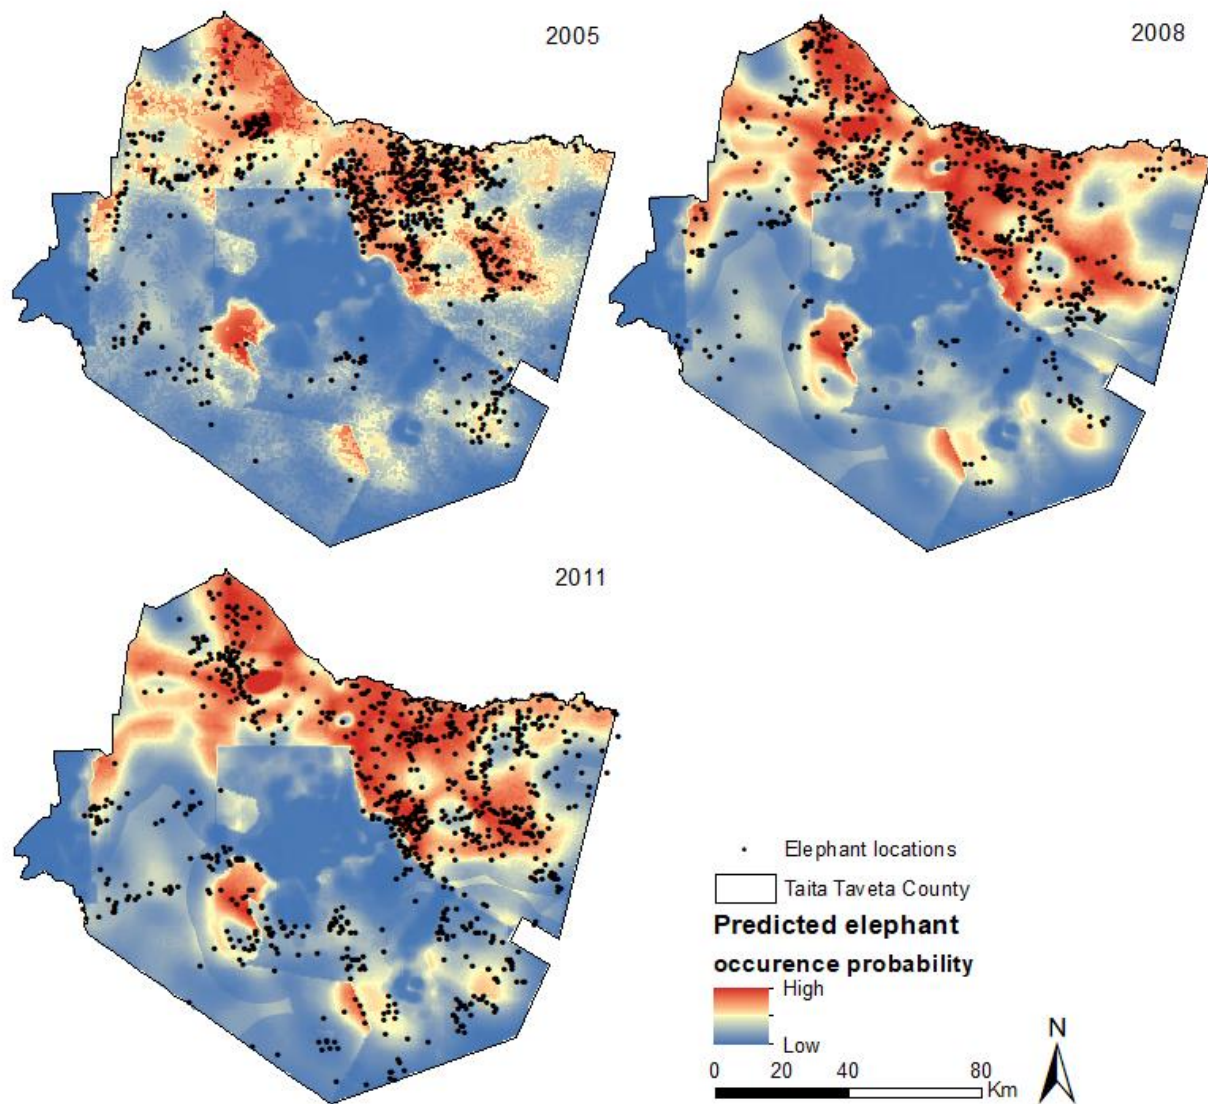 2005
2008
2011
Elephant locations
Taita Taveta County
Predicted elephant
occurence probability
High
Low
N
0 20 40 80
Km